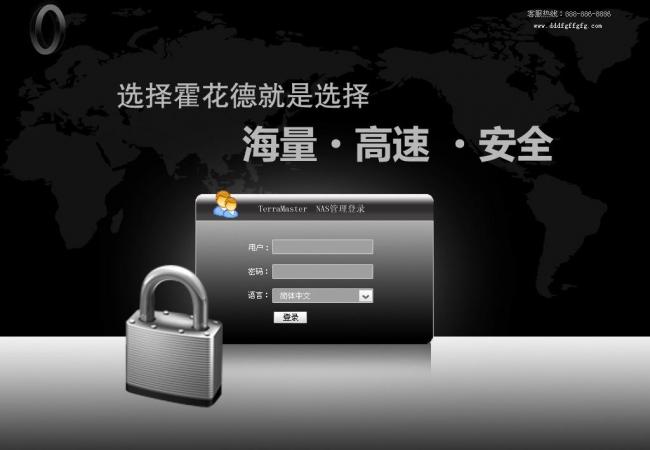 客服热线：888-886-8886
www.dddfgffgfg.com
选择霍花德就是选择
海量·高速 ·安全
TerraMaster NAS管理登录
用户：
密码：
语言： 简体中文
登录